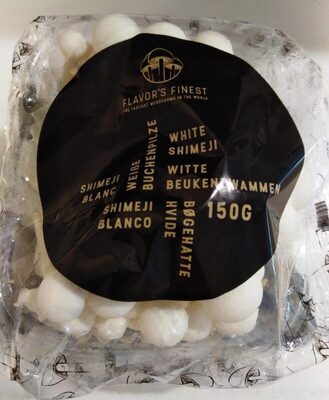 FLAVOR'S FINEST
THE TASTIEST MUSHROOMS IN THE WORLD
WHITE
SHIMEJI
WEIßE
BUCHENPILZE
SHIMEJI
BLANC
WITTE
BEUKENZWAMMEN
SHIMEJI
BLANCO
HVIDE
BØGEHATTE
150G